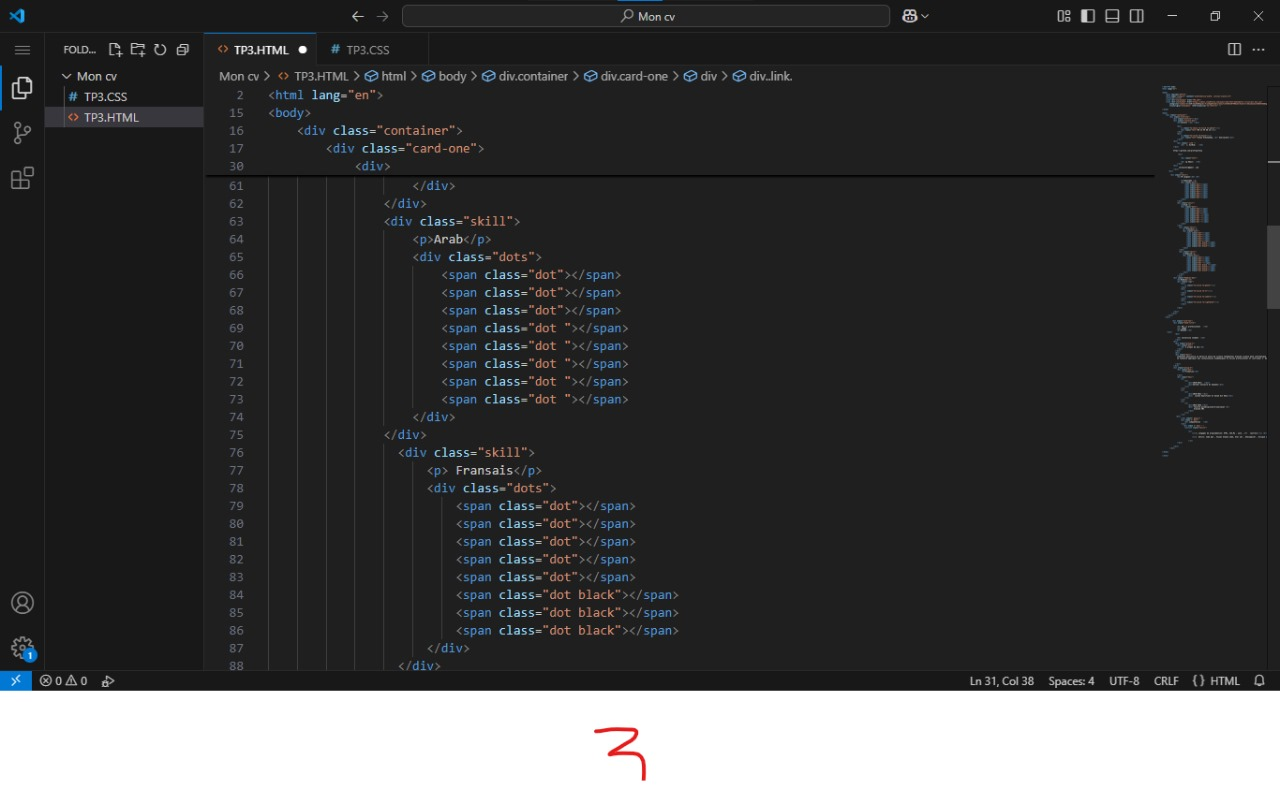 Mon cv
FOLD...
TP3.HTML
# TP3.CSS
Mon cv
# TP3.CSS
<> TP3.HTML
Mon cv > <> TP3.HTML > html > body > div.container > div.card-one > div > div..link.
2 <html lang="en">
15 <body>
16 <div class="container">
17 <div class="card-one">
30 <div>
61 </div>
62 </div>
63 <div class="skill">
64 <p>Arab</p>
65 <div class="dots">
66 <span class="dot"></span>
67 <span class="dot"></span>
68 <span class="dot"></span>
69 <span class="dot "></span>
70 <span class="dot "></span>
71 <span class="dot "></span>
72 <span class="dot "></span>
73 <span class="dot "></span>
74 </div>
75 </div>
76 <div class="skill">
77 <p> Fransais</p>
78 <div class="dots">
79 <span class="dot"></span>
80 <span class="dot"></span>
81 <span class="dot"></span>
82 <span class="dot"></span>
83 <span class="dot"></span>
84 <span class="dot black"></span>
85 <span class="dot black"></span>
86 <span class="dot black"></span>
87 </div>
88 </div>
1
0 0
Ln 31, Col 38 Spaces: 4 UTF-8 CRLF {} HTML
3